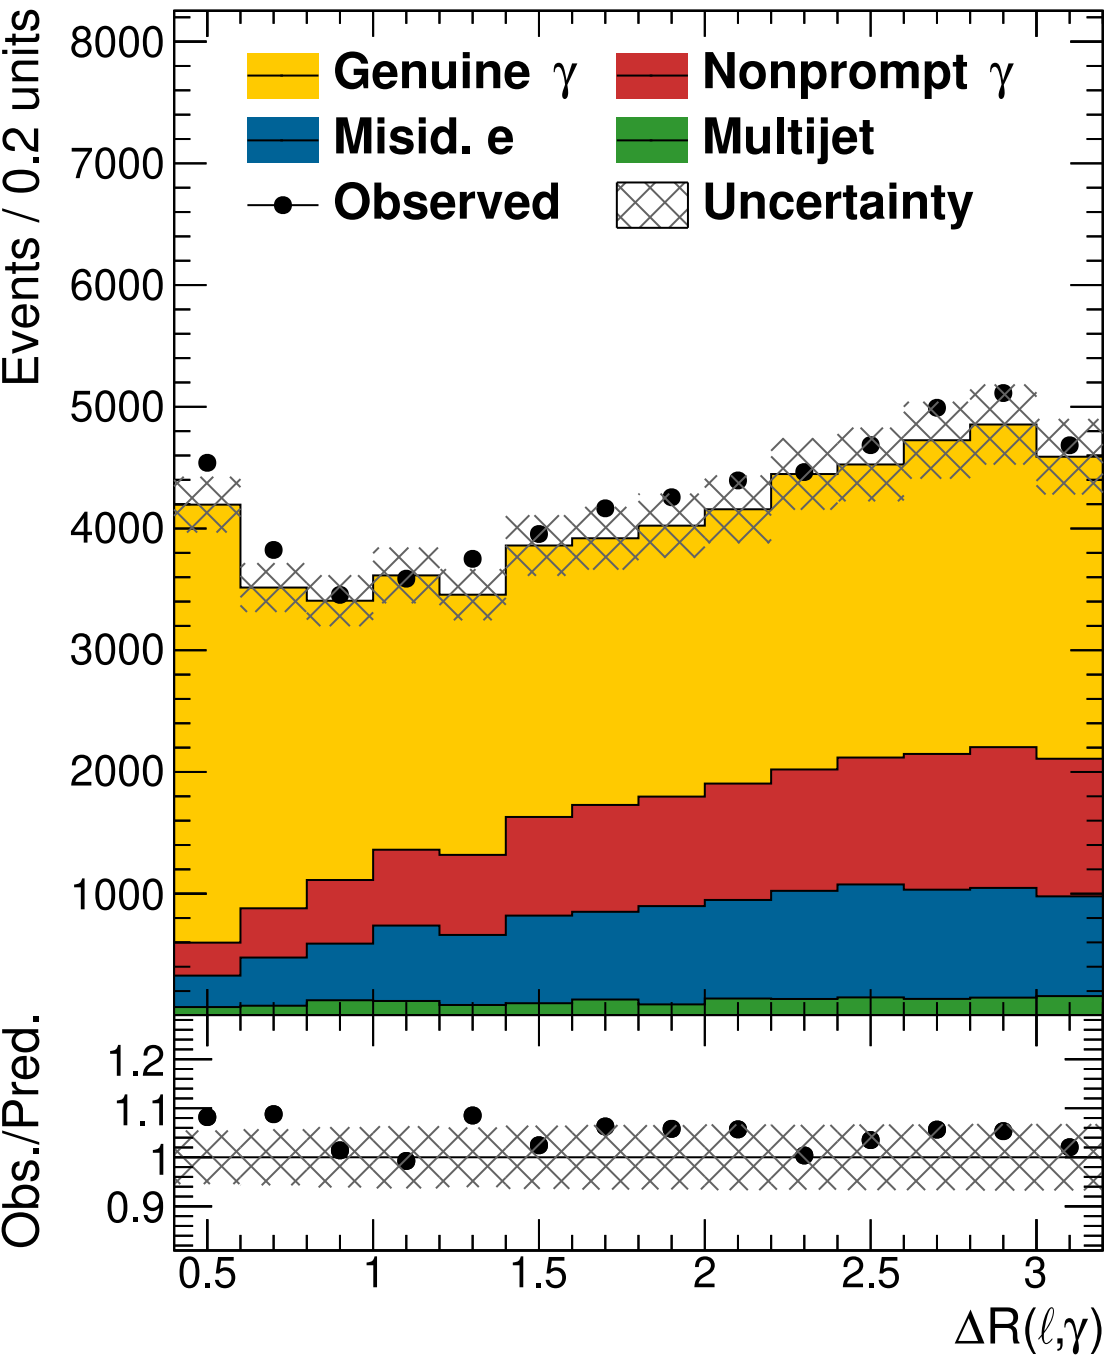 Events / 0.2 units
8000
7000
6000
5000
4000
3000
2000
1000
Genuine γ
Nonprompt γ
Misid. e
Multijet
Observed
Uncertainty
Obs./Pred.
1.2
1.1
1
0.9
0.5 1 1.5 2 2.5 3
ΔR(ℓ,γ)